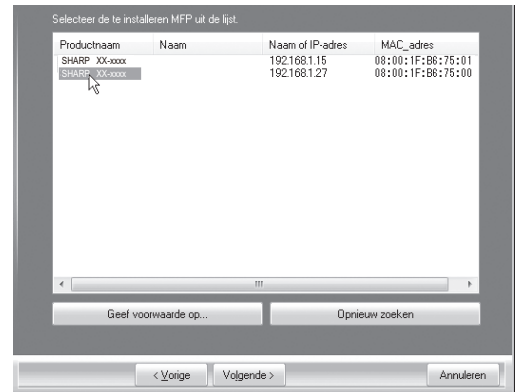 Selecteer de te installeren MFP uit de lijst.
Productnaam Naam Naam of IP-adres MAC_adres
SHARP XX-xxxx 192.168.1.15 08:00:1F:B6:75:01
SHARP XX-xxxx 192.168.1.27 08:00:1F:B6:75:00
Geef voorwaarde op... Opnieuw zoeken
< Vorige Volgende > Annuleren